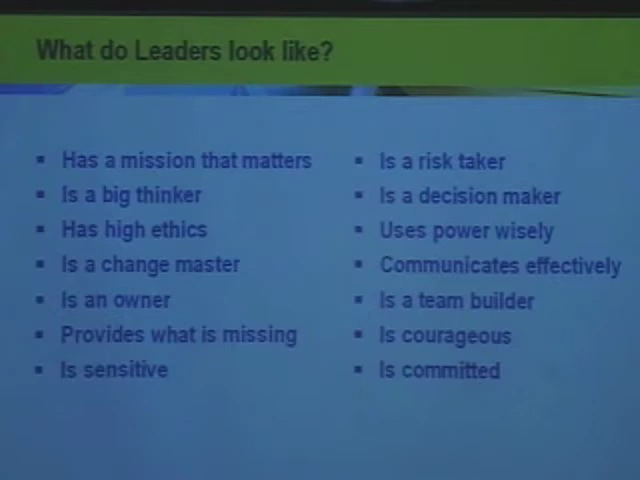 What do Leaders look like?
▪ Has a mission that matters
▪ Is a big thinker
▪ Has high ethics
▪ Is a change master
▪ Is an owner
▪ Provides what is missing
▪ Is sensitive
▪ Is a risk taker
▪ Is a decision maker
▪ Uses power wisely
▪ Communicates effectively
▪ Is a team builder
▪ Is courageous
▪ Is committed